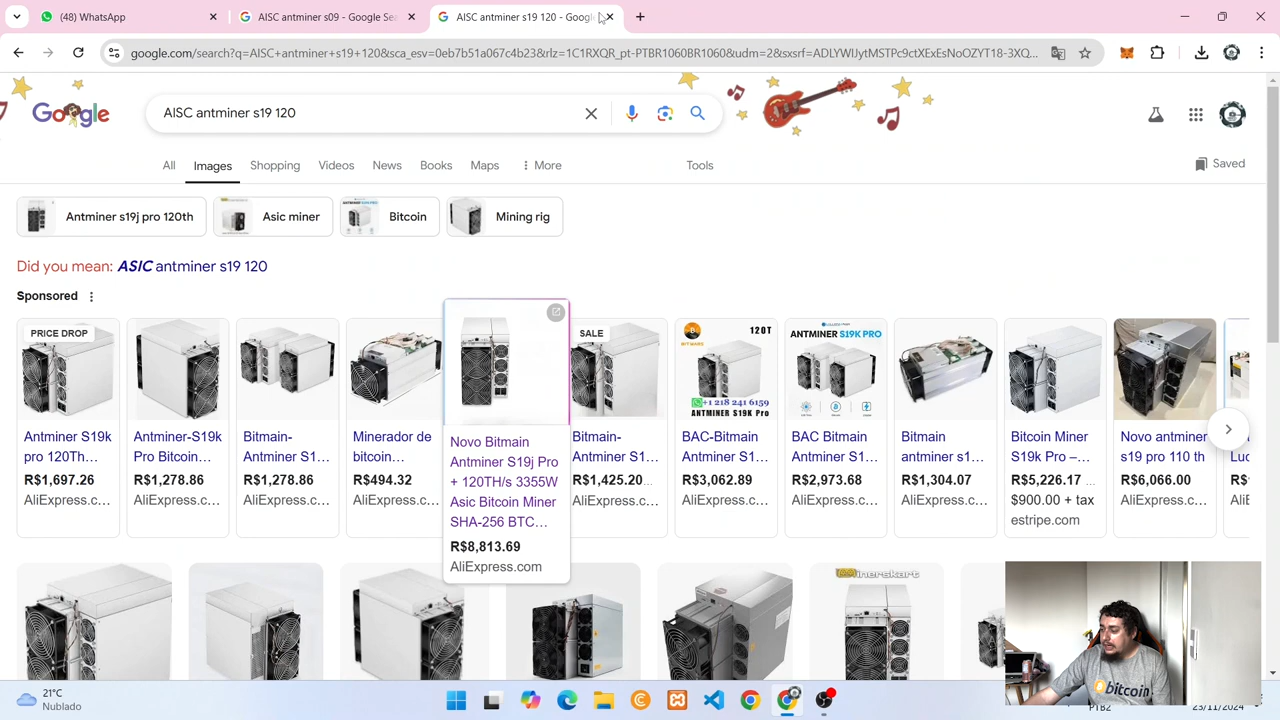 (48) WhatsApp
AISC antminer s09 - Google Sea
AISC antminer s19 120 - Google
google.com/search?q=AISC+antminer+s19+120&sca_esv=0eb7b51a067c4b23&rlz=1C1RXQR_pt-PTBR1060BR1060&udm=2&sxsrf=ADLYWIJytMSTPc9ctXExEsNoOZYT18-3XQ...
Google
AISC antminer s19 120
All
Images
Shopping
Videos
News
Books
Maps
More
Tools
Saved
Antminer s19j pro 120th
Asic miner
Bitcoin
Mining rig
Did you mean: ASIC antminer s19 120
Sponsored
PRICE DROP
Antminer S19k
pro 120Th...
R$1,697.26
AliExpress.c...
Antminer-S19k
Pro Bitcoin...
R$1,278.86
AliExpress.c...
Bitmain-
Antminer S1...
R$1,278.86
AliExpress.c...
Minerador de
bitcoin...
R$494.32
AliExpress.c...
Novo Bitmain
Antminer S19j Pro
+ 120TH/s 3355W
Asic Bitcoin Miner
SHA-256 BTC...
R$8,813.69
AliExpress.com
SALE
Bitmain-
Antminer S1...
R$1,425.20...
AliExpress.c...
120T
+1 218 241 6159
ANTMINER S19K Pro
BAC-Bitmain
Antminer S1...
R$3,062.89
AliExpress.c...
ANTMINER S19K PRO
BAC Bitmain
Antminer S1...
R$2,973.68
AliExpress.c...
Bitmain
antminer s1...
R$1,304.07
AliExpress.c...
Bitcoin Miner
S19k Pro –...
R$5,226.17 ...
$900.00 + tax
estripe.com
Novo antminer
s19 pro 110 th
R$6,066.00
AliExpress.c...
minerskart
bitcoin
21°C
Nublado
PTB2
23/11/2024